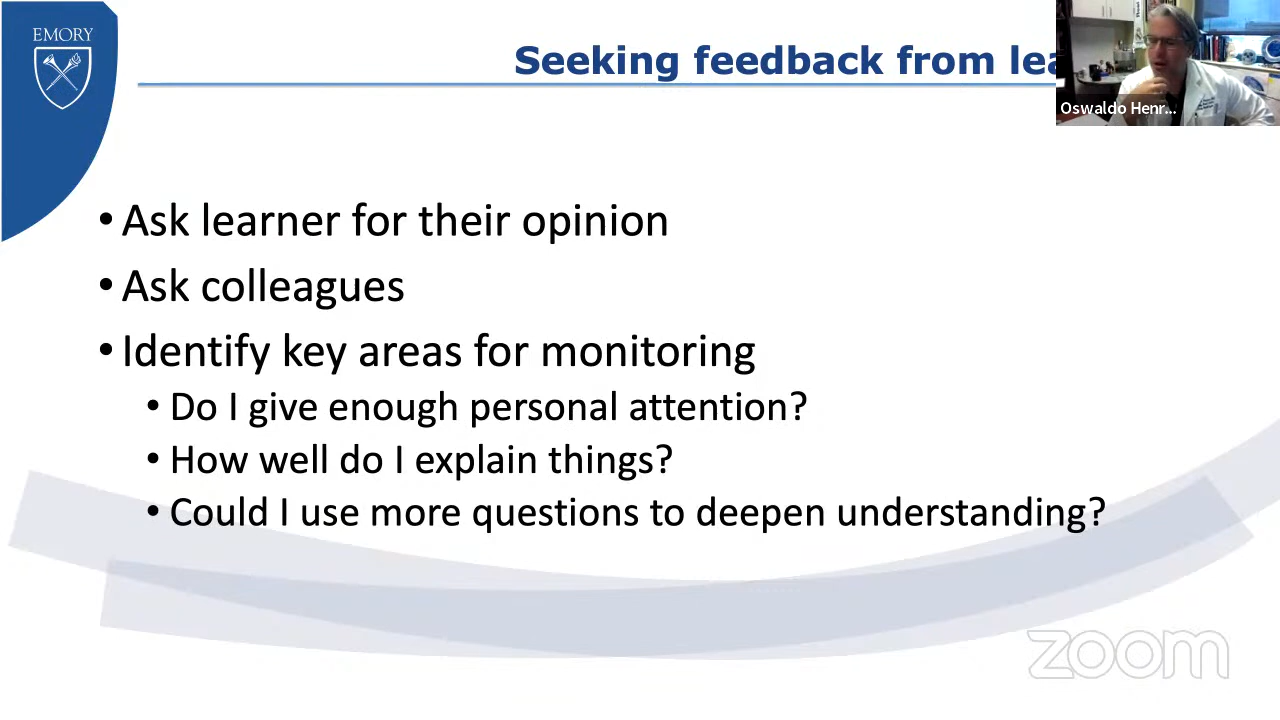 EMORY
Seeking feedback from
Oswaldo Henr...
• Ask learner for their opinion
• Ask colleagues
• Identify key areas for monitoring
• Do I give enough personal attention?
• How well do I explain things?
• Could I use more questions to deepen understanding?
zoom